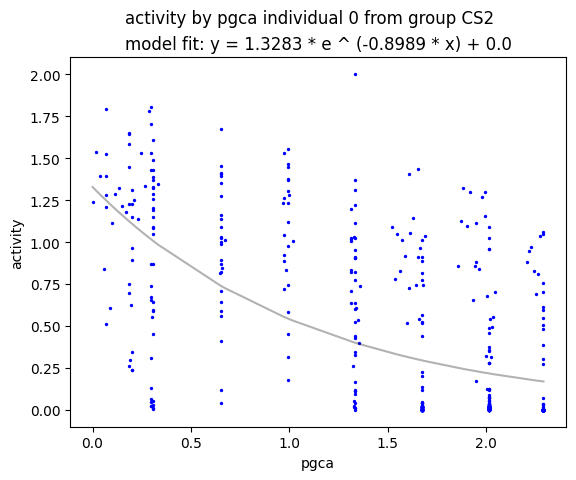 activity by pgca individual 0 from group CS2
model fit: y = 1.3283 * e ^ (-0.8989 * x) + 0.0
2.00
1.75
1.50
1.25
1.00
0.75
0.50
0.25
0.00
activity
0.0 0.5 1.0 1.5 2.0
pgca